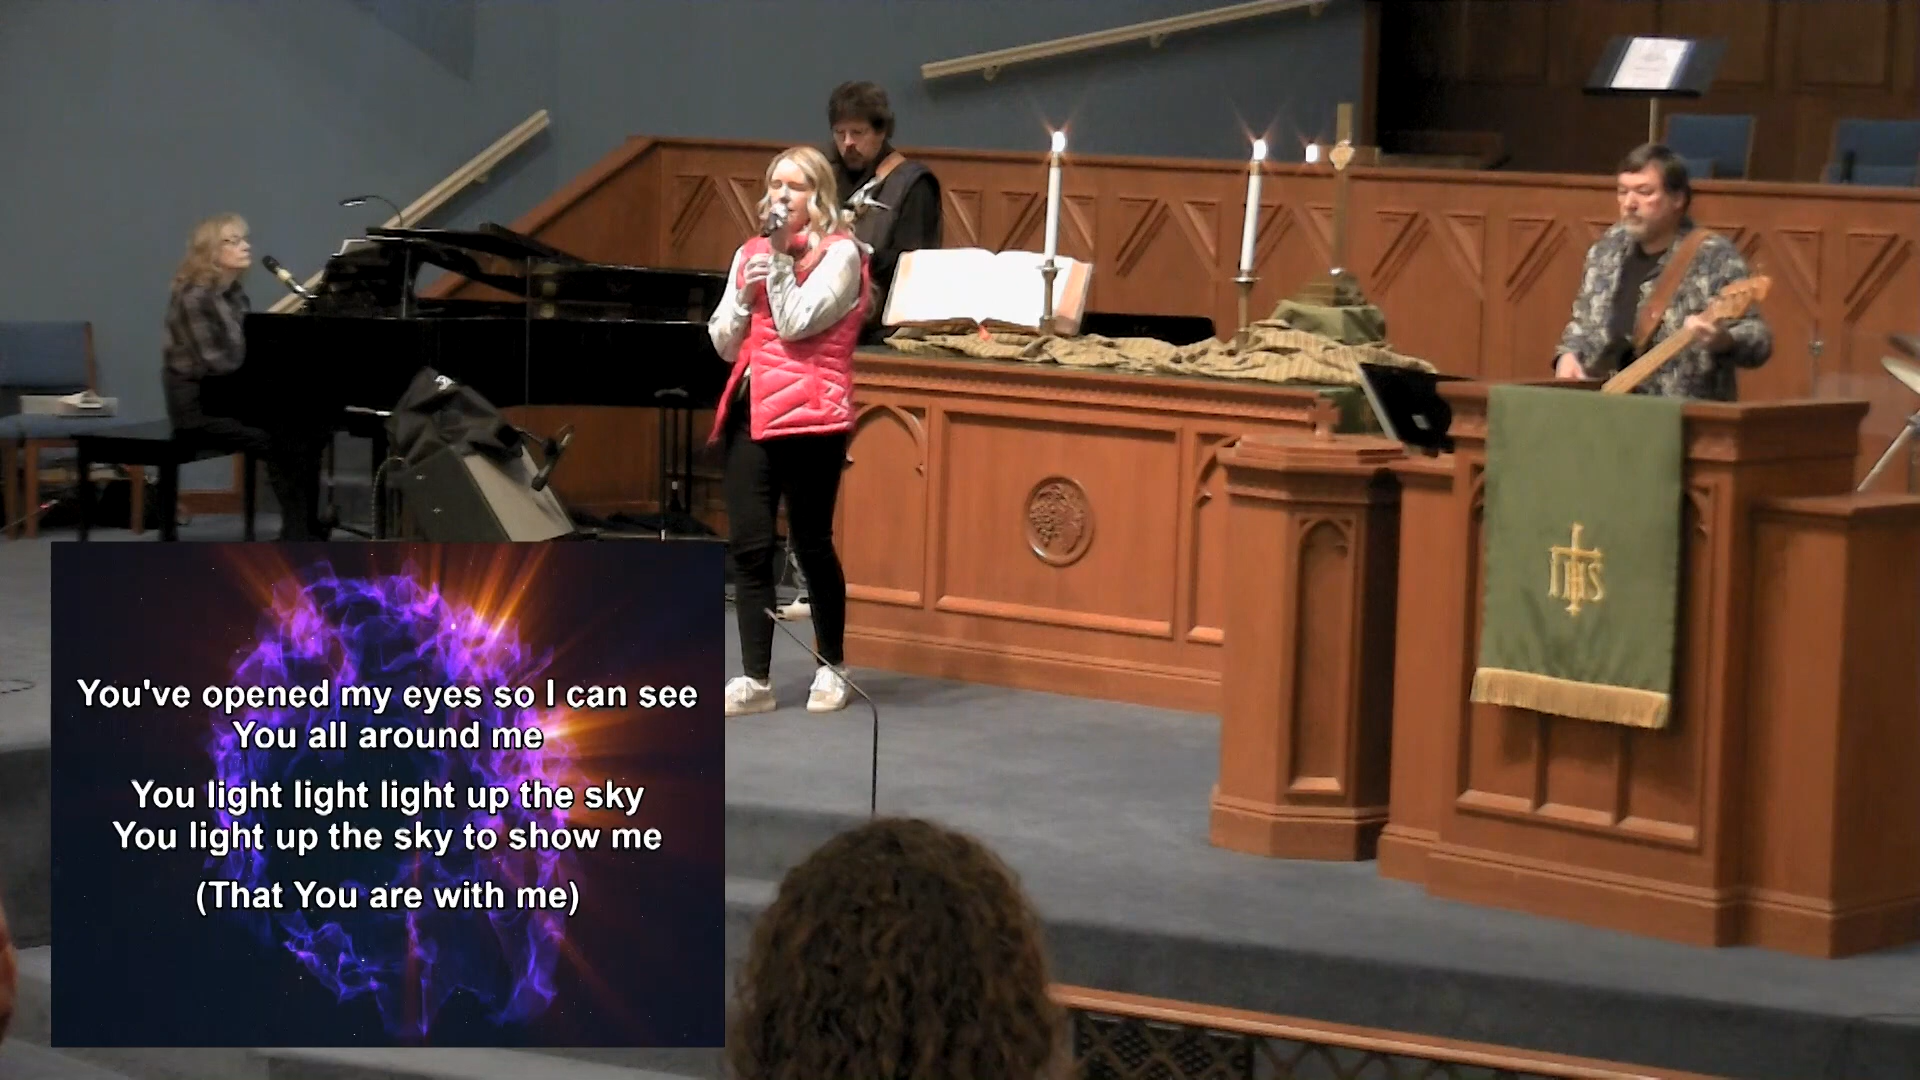 You've opened my eyes so I can see
You all around me
You light light light up the sky
You light up the sky to show me
(That You are with me)
IHS